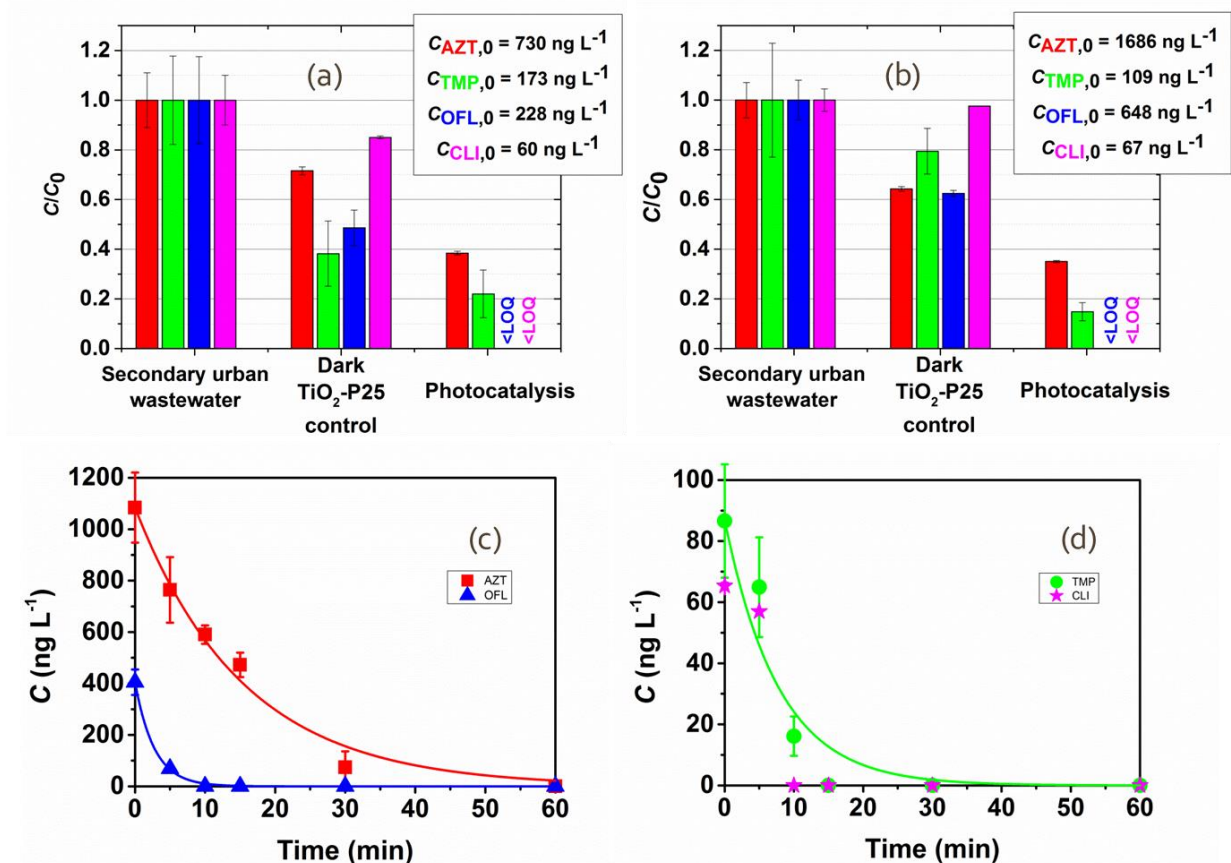 (a)
C_AZT,0 = 730 ng L⁻¹
C_TMP,0 = 173 ng L⁻¹
C_OFL,0 = 228 ng L⁻¹
C_CLI,0 = 60 ng L⁻¹
C/C₀
1.2
1.0
0.8
0.6
0.4
0.2
0.0
<LOQ
<LOQ
Secondary urban
wastewater
Dark
TiO₂-P25
control
Photocatalysis
(b)
C_AZT,0 = 1686 ng L⁻¹
C_TMP,0 = 109 ng L⁻¹
C_OFL,0 = 648 ng L⁻¹
C_CLI,0 = 67 ng L⁻¹
C/C₀
1.2
1.0
0.8
0.6
0.4
0.2
0.0
<LOQ
<LOQ
Secondary urban
wastewater
Dark
TiO₂-P25
control
Photocatalysis
(c)
AZT
OFL
C (ng L⁻¹)
1200
1000
800
600
400
200
0
0 10 20 30 40 50 60
Time (min)
(d)
TMP
CLI
C (ng L⁻¹)
100
80
60
40
20
0
0 10 20 30 40 50 60
Time (min)